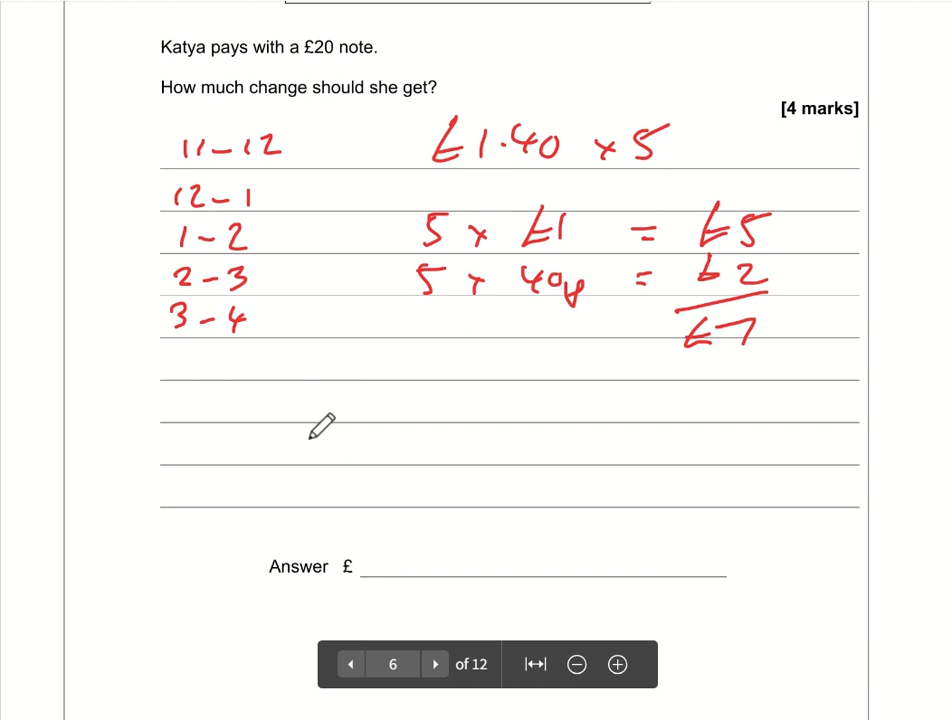 Katya pays with a £20 note.
How much change should she get?
[4 marks]
11-12
£1.40 x 5
12-1
1-2
5 x £1 = £5
2-3
5 x 40p = £2
3-4
£7
Answer £
6 of 12